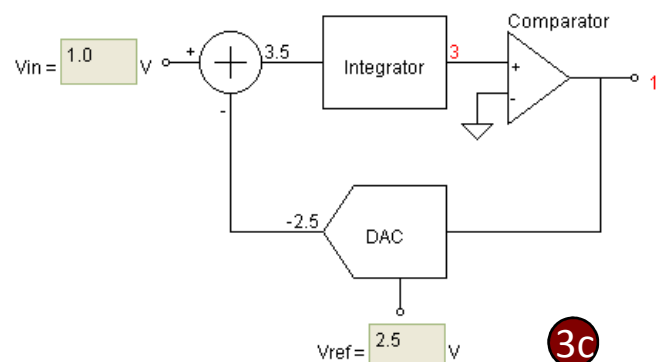 Comparator
Vin = 1.0 V
+
3.5
Integrator
3
+
-
1
-
-2.5
DAC
Vref = 2.5 V
3c